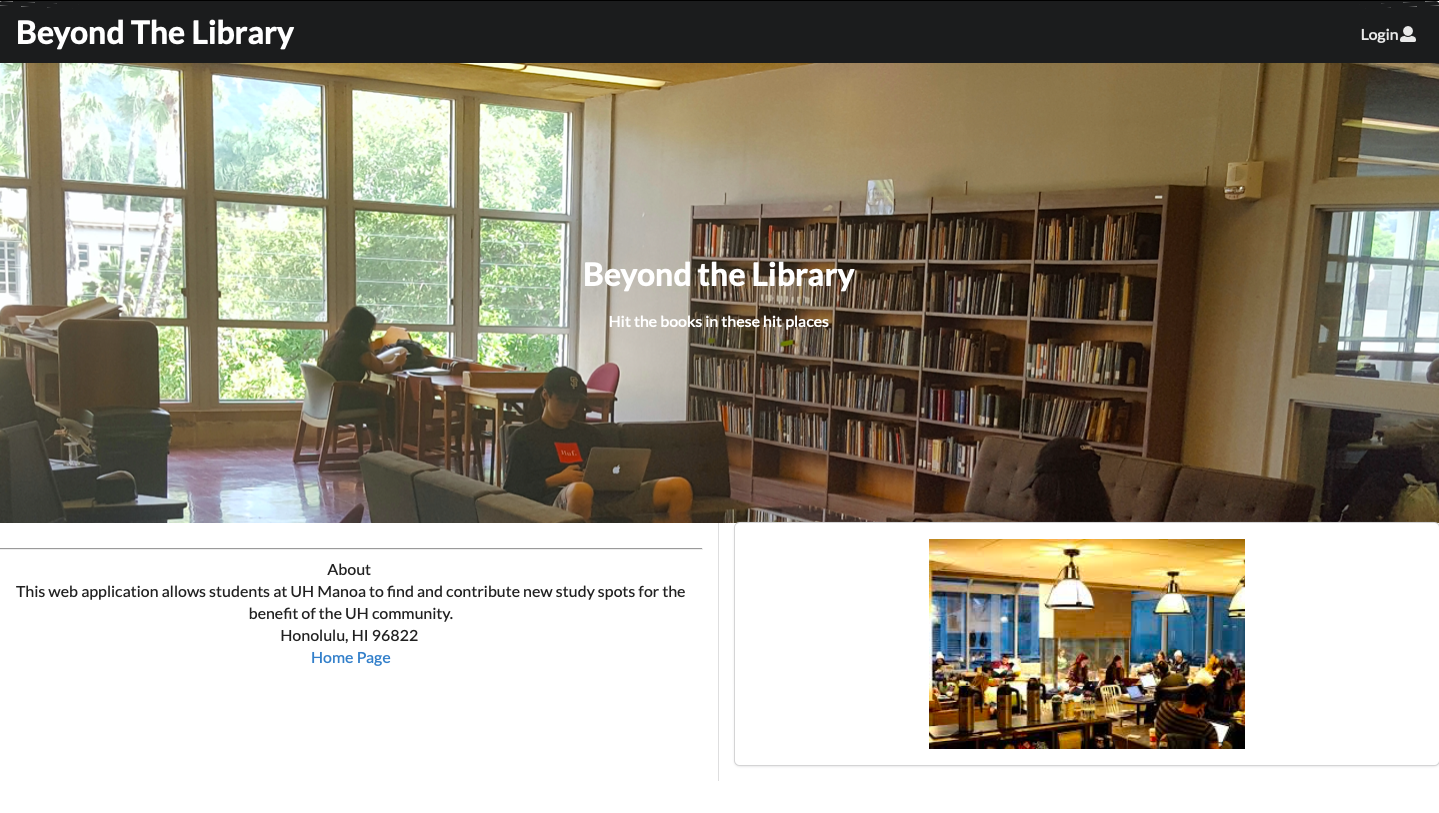 Beyond The Library
Login
Beyond the Library
Hit the books in these hit places
About
This web application allows students at UH Manoa to find and contribute new study spots for the
benefit of the UH community.
Honolulu, HI 96822
Home Page